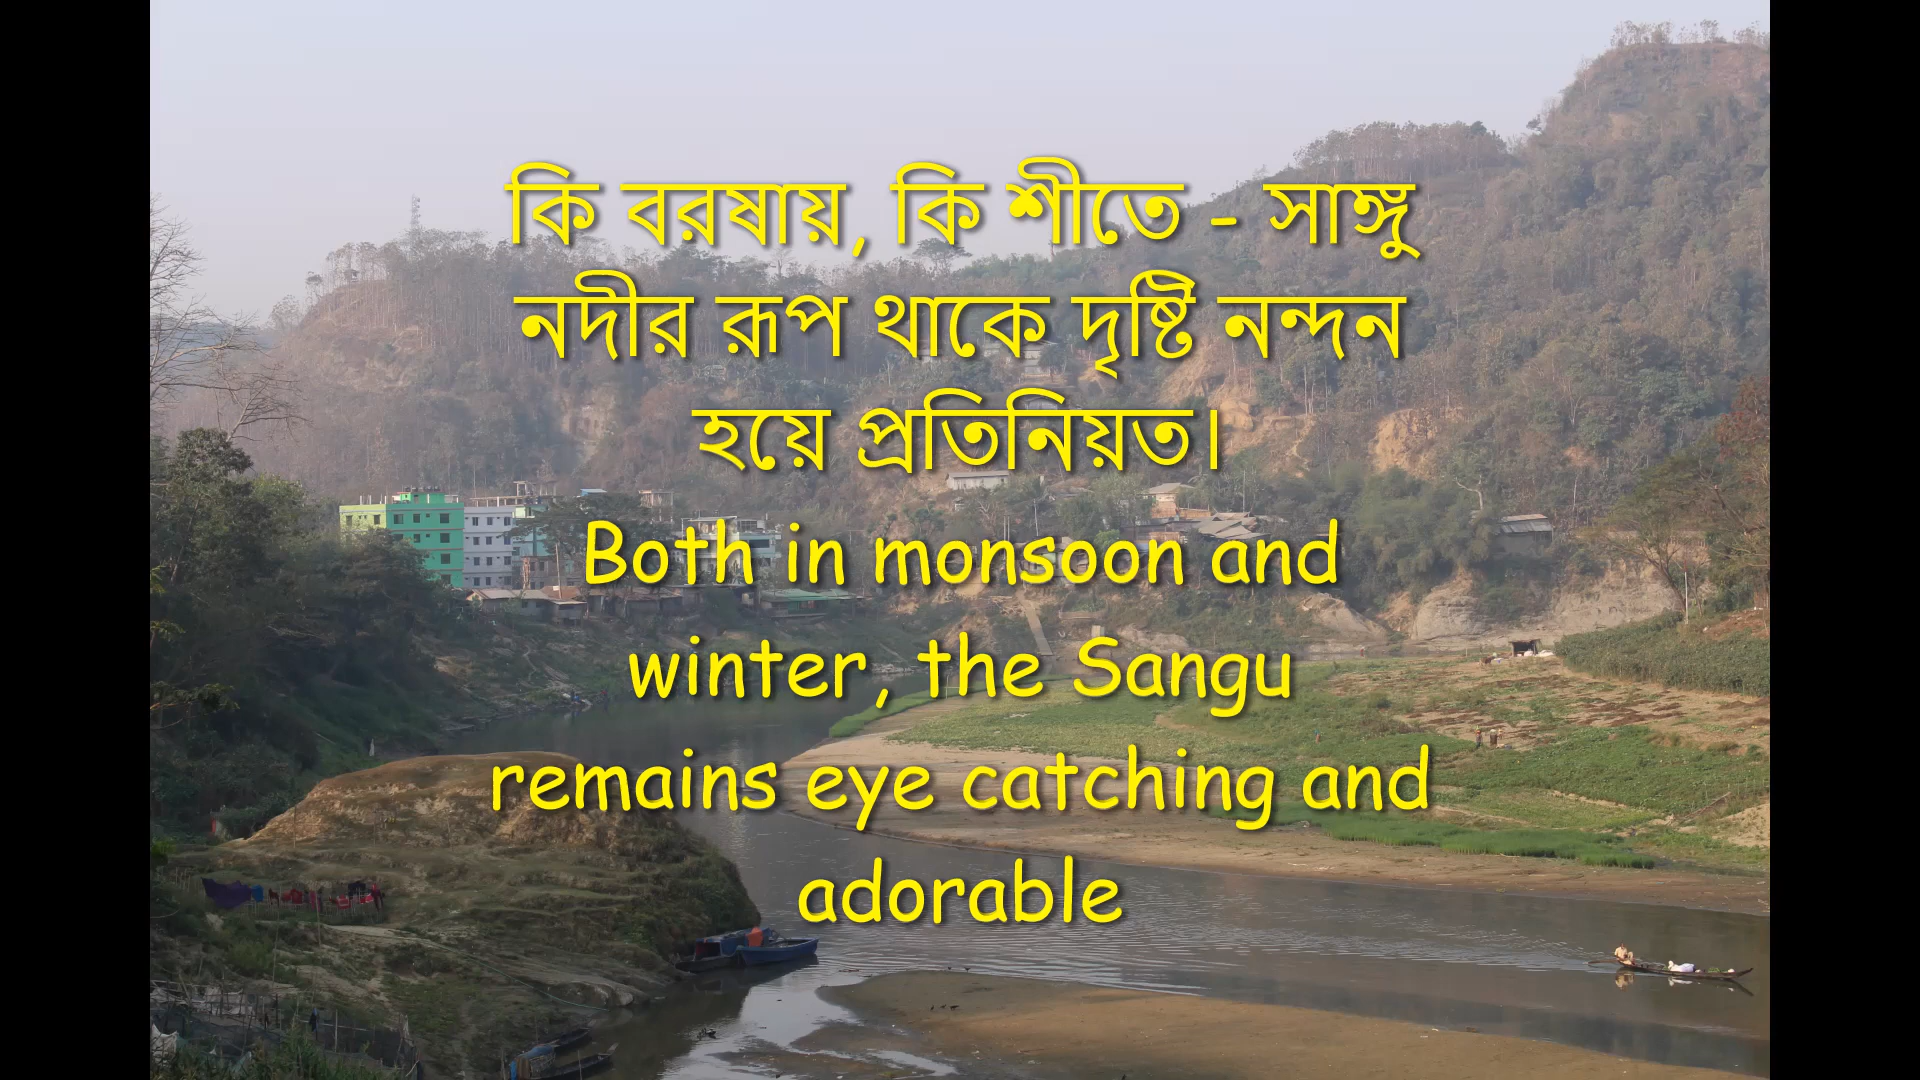 কি বরষায়, কি শীতে - সাঙ্গু
নদীর রূপ থাকে দৃষ্টি নন্দন
হয়ে প্রতিনিয়ত।
Both in monsoon and
winter, the Sangu
remains eye catching and
adorable